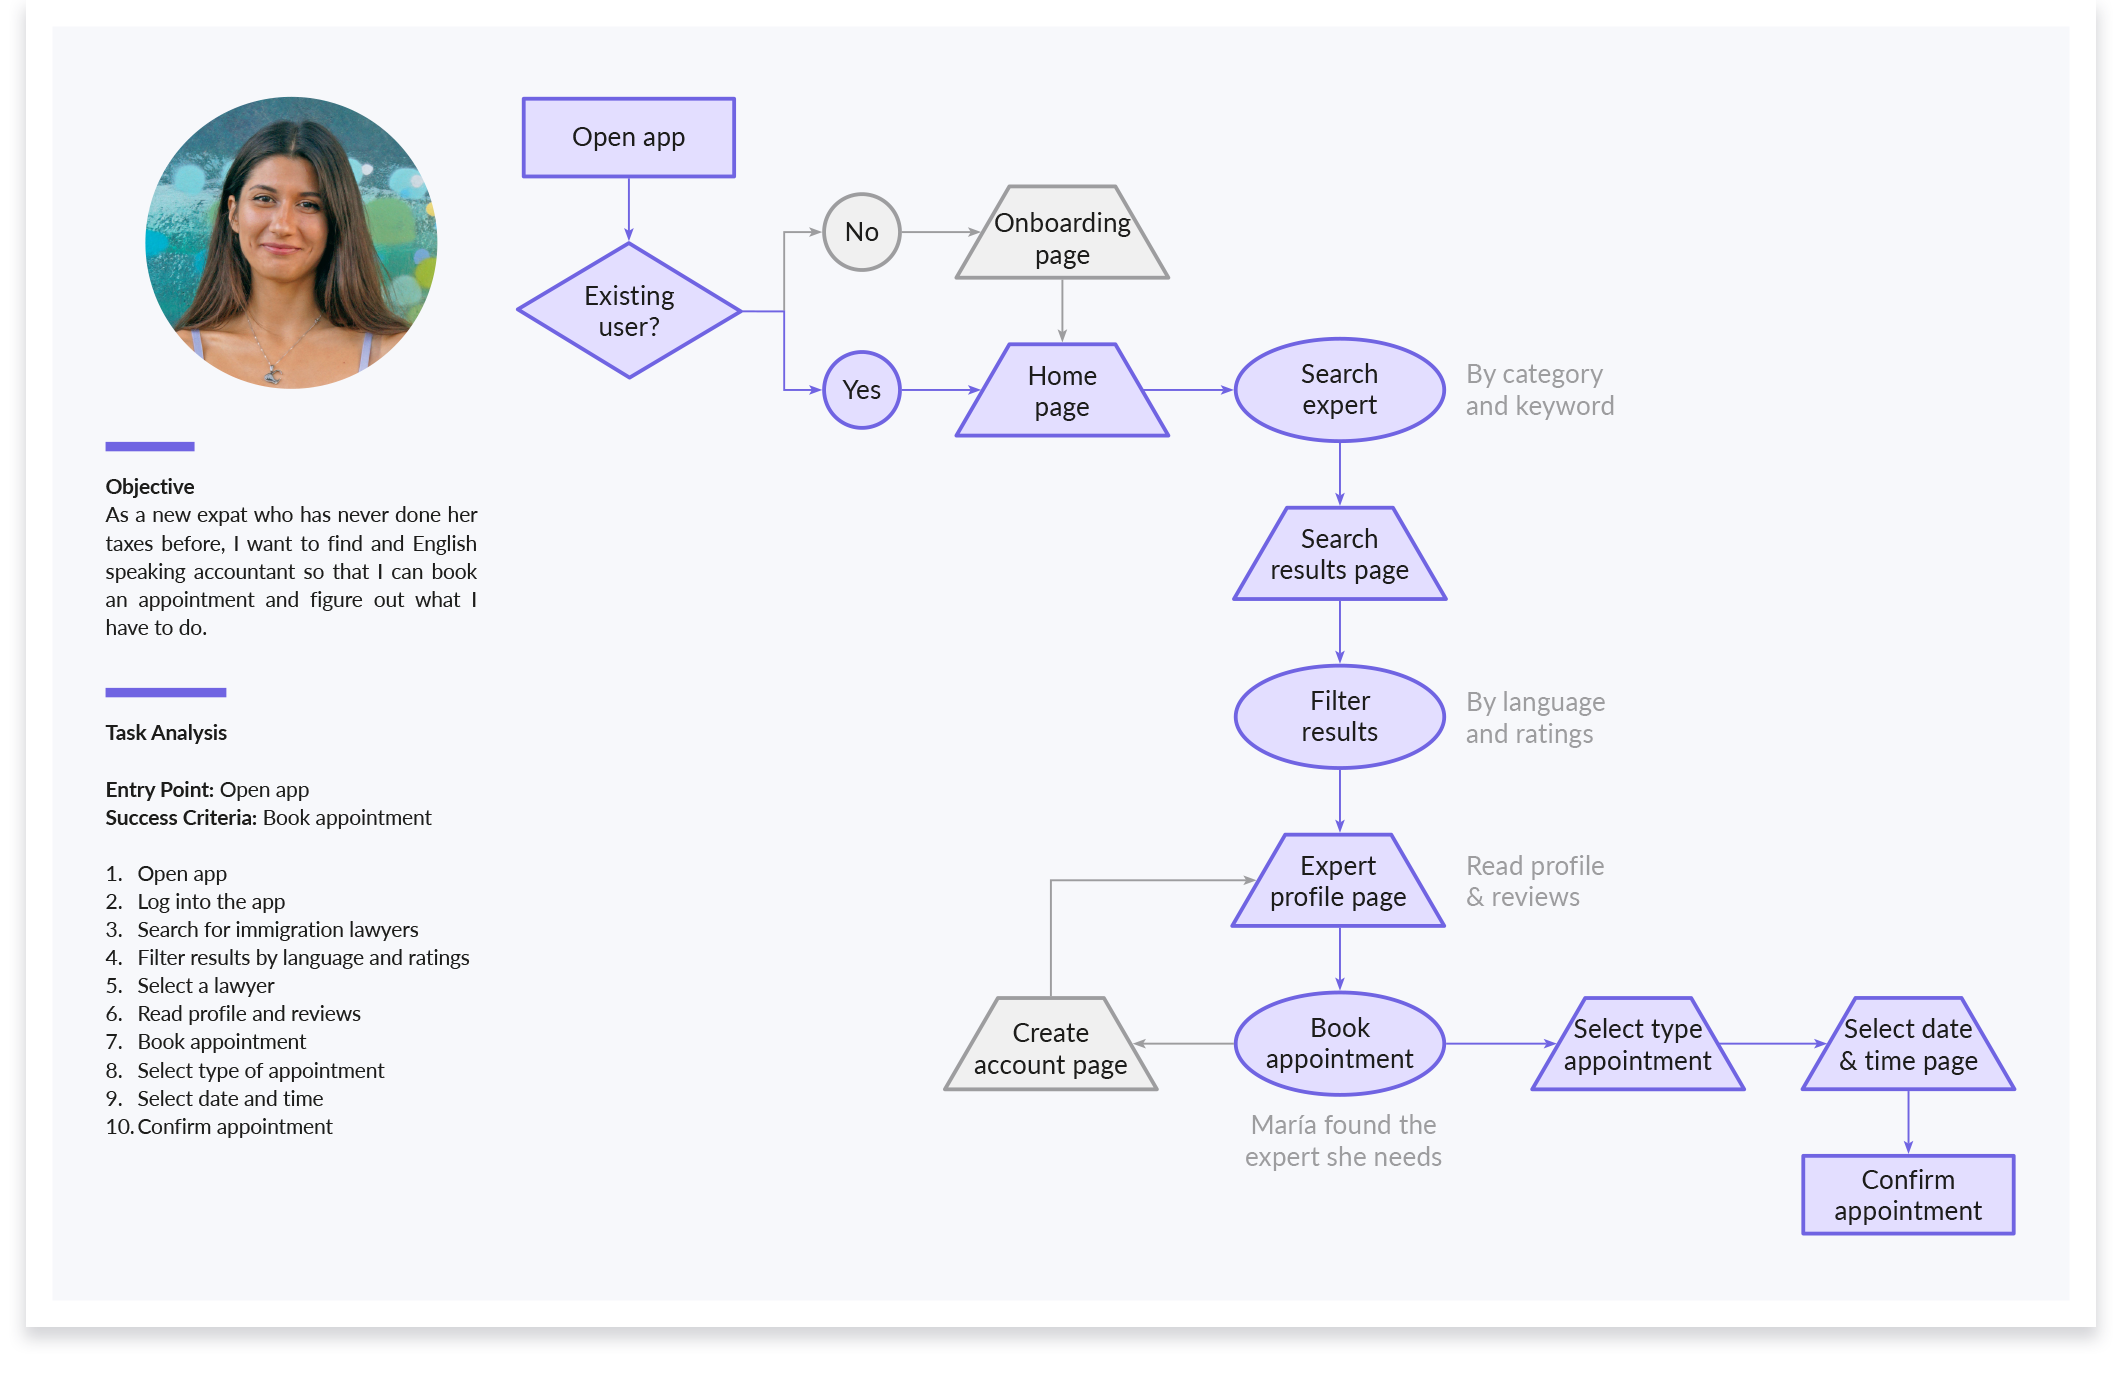 Objective
As a new expat who has never done her
taxes before, I want to find and English
speaking accountant so that I can book
an appointment and figure out what I
have to do.
Task Analysis
Entry Point: Open app
Success Criteria: Book appointment
1. Open app
2. Log into the app
3. Search for immigration lawyers
4. Filter results by language and ratings
5. Select a lawyer
6. Read profile and reviews
7. Book appointment
8. Select type of appointment
9. Select date and time
10. Confirm appointment
Open app
Existing
user?
No
Onboarding
page
Yes
Home
page
Search
expert
By category
and keyword
Search
results page
Filter
results
By language
and ratings
Expert
profile page
Read profile
& reviews
Create
account page
Book
appointment
María found the
expert she needs
Select type
appointment
Select date
& time page
Confirm
appointment